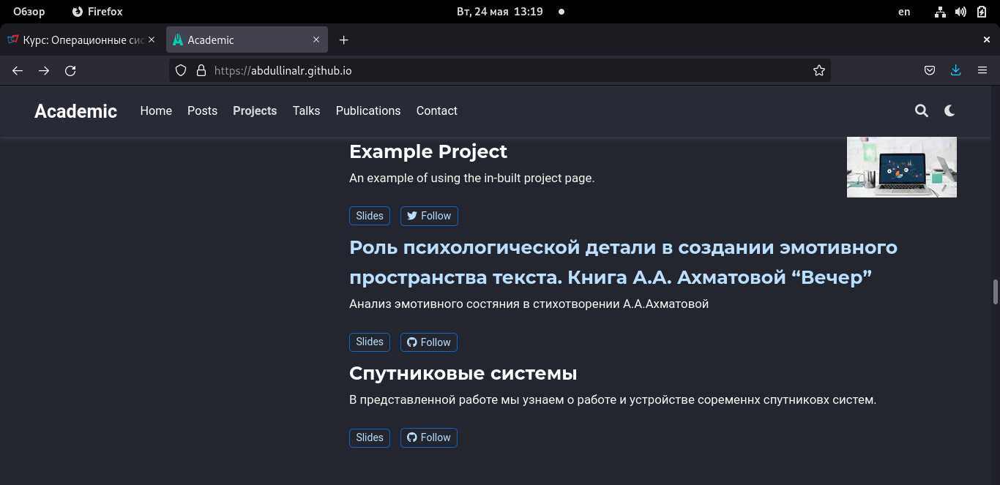 Обзор Firefox Вт, 24 мая 13:19 en
Курс: Операционные сис Academic
https://abdullinalr.github.io
Academic Home Posts Projects Talks Publications Contact
Example Project
An example of using the in-built project page.
Slides Follow
Роль психологической детали в создании эмотивного
пространства текста. Книга А.А. Ахматовой “Вечер”
Анализ эмотивного состяния в стихотворении А.А.Ахматовой
Slides Follow
Спутниковые системы
В представленной работе мы узнаем о работе и устройстве соременнх спутниковх систем.
Slides Follow